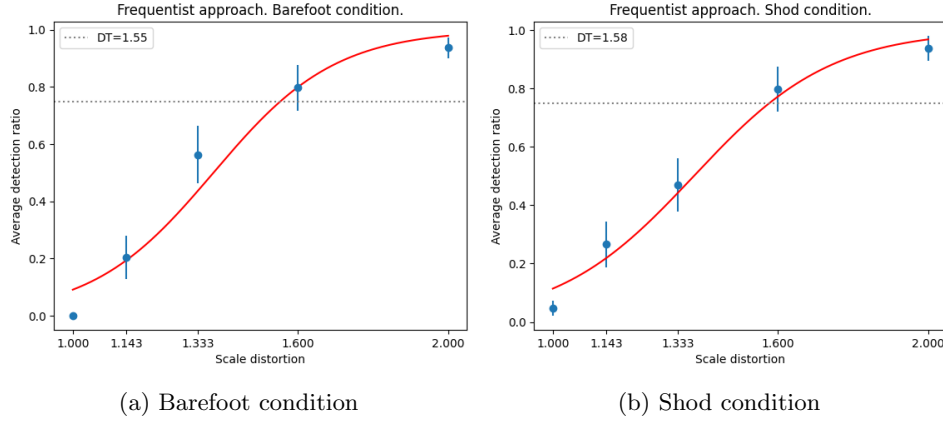 Frequentist approach. Barefoot condition.
DT=1.55
Average detection ratio
1.0
0.8
0.6
0.4
0.2
0.0
1.000 1.143 1.333 1.600 2.000
Scale distortion
(a) Barefoot condition
Frequentist approach. Shod condition.
DT=1.58
Average detection ratio
1.0
0.8
0.6
0.4
0.2
0.0
1.000 1.143 1.333 1.600 2.000
Scale distortion
(b) Shod condition